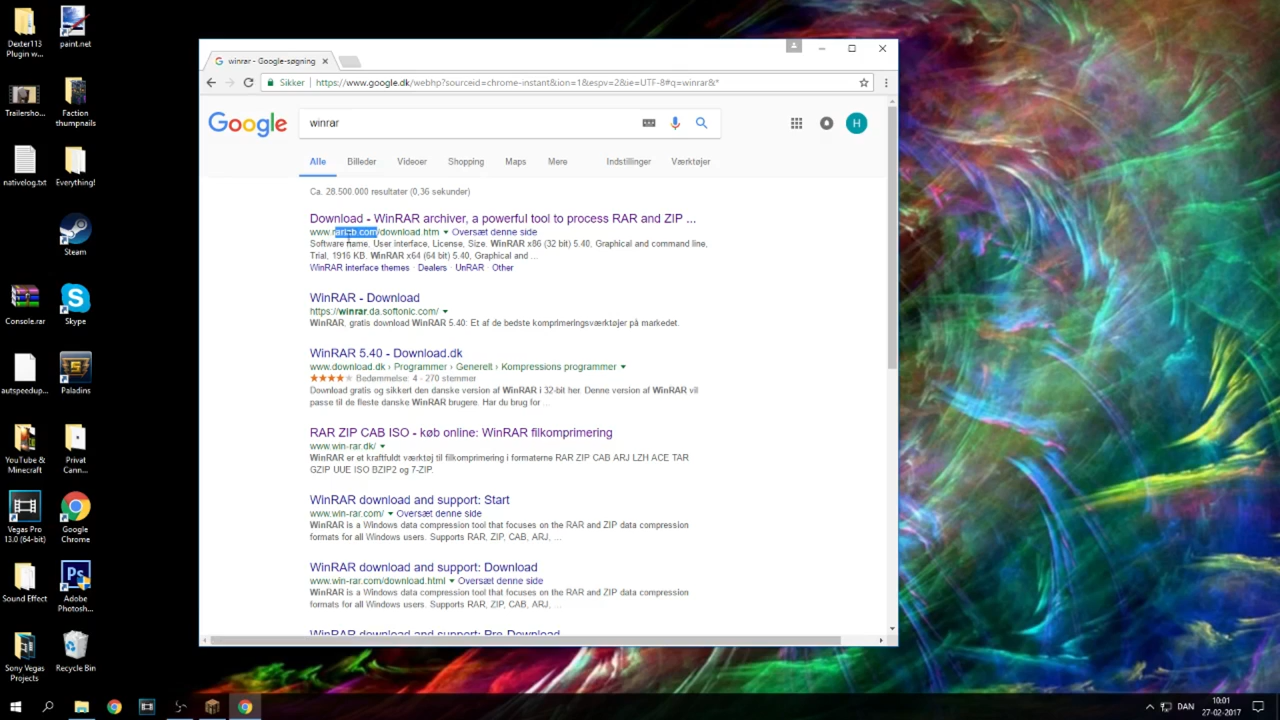 Dexter113
Plugin w...
paint.net
Trailersho...
Faction
thumpnails
nativelog.txt
Everything!
Steam
Console.rar
Skype
autspeedup...
Paladins
YouTube &
Minecraft
Privat
Cann...
Vegas Pro
13.0 (64-bit)
Google
Chrome
Sound Effect
Adobe
Photosh...
Sony Vegas
Projects
Recycle Bin
winrar - Google-søgning
Sikker
https://www.google.dk/webhp?sourceid=chrome-instant&ion=1&espv=2&ie=UTF-8#q=winrar&*
Google
winrar
H
Alle Billeder Videoer Shopping Maps Mere Indstillinger Værktøjer
Ca. 28.500.000 resultater (0,36 sekunder)
Download - WinRAR archiver, a powerful tool to process RAR and ZIP ...
www.rarlab.com/download.htm Oversæt denne side
Software name, User interface, License, Size. WinRAR x86 (32 bit) 5.40, Graphical and command line,
Trial, 1916 KB. WinRAR x64 (64 bit) 5.40, Graphical and ...
WinRAR interface themes · Dealers · UnRAR · Other
WinRAR - Download
https://winrar.da.softonic.com/
WinRAR, gratis download WinRAR 5.40: Et af de bedste komprimeringsværktøjer på markedet.
WinRAR 5.40 - Download.dk
www.download.dk › Programmer › Generelt › Kompressions programmer
Bedømmelse: 4 - 270 stemmer
Download gratis og sikkert den danske version af WinRAR i 32-bit her. Denne version af WinRAR vil
passe til de fleste danske WinRAR brugere. Har du brug for ...
RAR ZIP CAB ISO - køb online: WinRAR filkomprimering
www.win-rar.dk/
WinRAR er et kraftfuldt værktøj til filkomprimering i formaterne RAR ZIP CAB ARJ LZH ACE TAR
GZIP UUE ISO BZIP2 og 7-ZIP.
WinRAR download and support: Start
www.win-rar.com/ Oversæt denne side
WinRAR is a Windows data compression tool that focuses on the RAR and ZIP data compression
formats for all Windows users. Supports RAR, ZIP, CAB, ARJ, ...
WinRAR download and support: Download
www.win-rar.com/download.html Oversæt denne side
WinRAR is a Windows data compression tool that focuses on the RAR and ZIP data compression
formats for all Windows users. Supports RAR, ZIP, CAB, ARJ, ...
WinRAR download and support: Pre-Download
DAN
10:01
27-02-2017